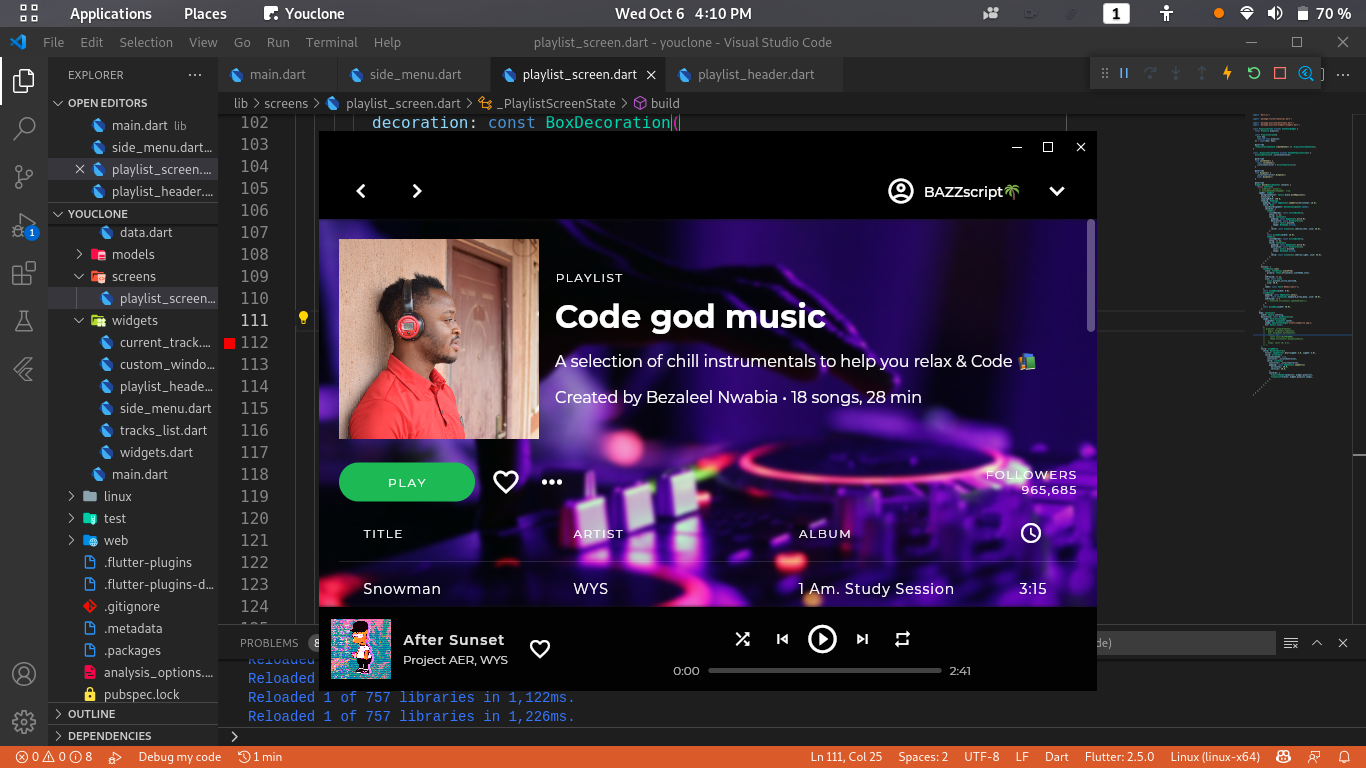 Applications Places Youclone Wed Oct 6 4:10 PM 1 70 %
File Edit Selection View Go Run Terminal Help playlist_screen.dart - youclone - Visual Studio Code
EXPLORER
main.dart side_menu.dart playlist_screen.dart playlist_header.dart
OPEN EDITORS
main.dart lib
side_menu.dart...
playlist_screen....
playlist_header....
YOUCLONE
data.dart
models
screens
playlist_screen...
widgets
current_track....
custom_windo...
playlist_heade...
side_menu.dart
tracks_list.dart
widgets.dart
main.dart
linux
test
web
.flutter-plugins
.flutter-plugins-d...
.gitignore
.metadata
.packages
analysis_options....
pubspec.lock
OUTLINE
DEPENDENCIES
1
lib > screens > playlist_screen.dart > _PlaylistScreenState > build
102 decoration: const BoxDecoration(
103
104
105
106
107
108
109
110
111
112
113
114
115
116
117
118
119
120
121
122
123
124
BAZZscript
PLAYLIST
Code god music
A selection of chill instrumentals to help you relax & Code
Created by Bezaleel Nwabia • 18 songs, 28 min
PLAY
FOLLOWERS
965,685
TITLE ARTIST ALBUM
Snowman WYS 1 Am. Study Session 3:15
After Sunset
Project AER, WYS
0:00 2:41
PROBLEMS 8
Reloaded
Reloaded
Reloaded 1 of 757 libraries in 1,122ms.
Reloaded 1 of 757 libraries in 1,226ms.
0 0 8 Debug my code 1 min Ln 111, Col 25 Spaces: 2 UTF-8 LF Dart Flutter: 2.5.0 Linux (linux-x64)